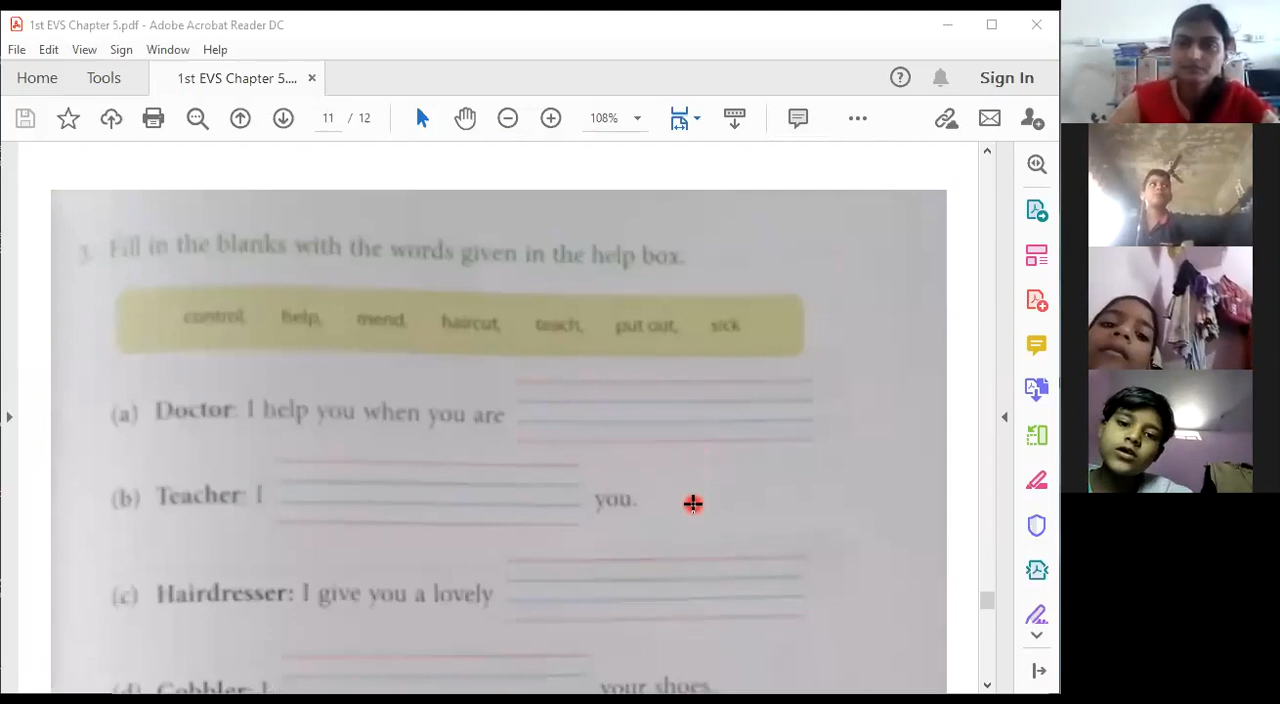 1st EVS Chapter 5.pdf - Adobe Acrobat Reader DC
File Edit View Sign Window Help
Home Tools 1st EVS Chapter 5.... × Sign In
11 / 12 108%
3. Fill in the blanks with the words given in the help box.
control, help, mend, haircut, teach, put out, sick
(a) Doctor: I help you when you are
(b) Teacher: I you.
(c) Hairdresser: I give you a lovely
(d) Cobbler: I your shoes.